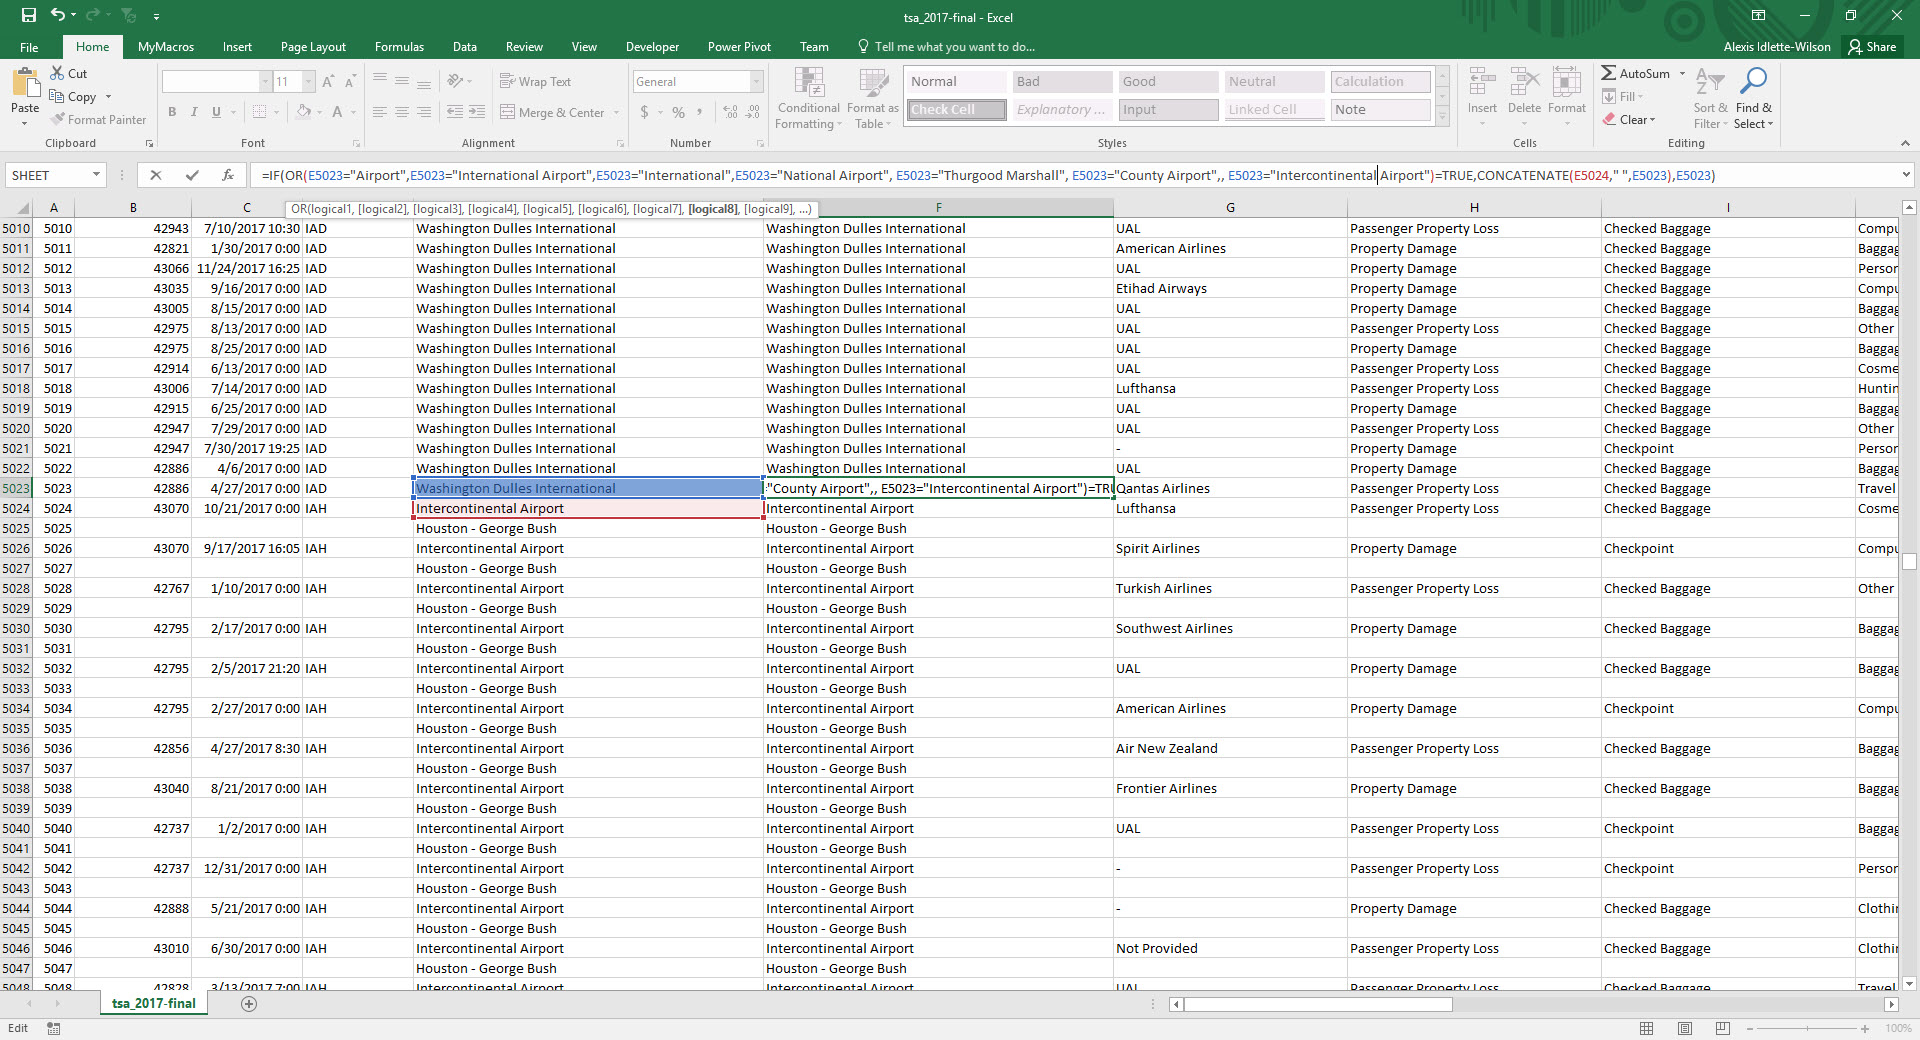 tsa_2017-final - Excel
File Home MyMacros Insert Page Layout Formulas Data Review View Developer Power Pivot Team Tell me what you want to do... Alexis Idlette-Wilson Share
Paste Cut Copy Format Painter Clipboard
11 B I U A Font
Wrap Text Merge & Center Alignment
General $ % , Number
Conditional Formatting Format as Table
Normal Bad Good Neutral Calculation
Check Cell Explanatory ... Input Linked Cell Note
Styles
Insert Delete Format Cells
AutoSum Fill Clear Sort & Filter Find & Select Editing
SHEET fx =IF(OR(E5023="Airport",E5023="International Airport",E5023="International",E5023="National Airport", E5023="Thurgood Marshall", E5023="County Airport",, E5023="Intercontinental Airport")=TRUE,CONCATENATE(E5024," ",E5023),E5023)
OR(logical1, [logical2], [logical3], [logical4], [logical5], [logical6], [logical7], [logical8], [logical9], ...)
A B C F G H I
5010 5010 42943 7/10/2017 10:30 IAD Washington Dulles International Washington Dulles International UAL Passenger Property Loss Checked Baggage Compu
5011 5011 42821 1/30/2017 0:00 IAD Washington Dulles International Washington Dulles International American Airlines Property Damage Checked Baggage Baggag
5012 5012 43066 11/24/2017 16:25 IAD Washington Dulles International Washington Dulles International UAL Property Damage Checked Baggage Person
5013 5013 43035 9/16/2017 0:00 IAD Washington Dulles International Washington Dulles International Etihad Airways Property Damage Checked Baggage Compu
5014 5014 43005 8/15/2017 0:00 IAD Washington Dulles International Washington Dulles International UAL Property Damage Checked Baggage Baggag
5015 5015 42975 8/13/2017 0:00 IAD Washington Dulles International Washington Dulles International UAL Passenger Property Loss Checked Baggage Other
5016 5016 42975 8/25/2017 0:00 IAD Washington Dulles International Washington Dulles International UAL Property Damage Checked Baggage Baggag
5017 5017 42914 6/13/2017 0:00 IAD Washington Dulles International Washington Dulles International UAL Passenger Property Loss Checked Baggage Cosme
5018 5018 43006 7/14/2017 0:00 IAD Washington Dulles International Washington Dulles International Lufthansa Passenger Property Loss Checked Baggage Huntin
5019 5019 42915 6/25/2017 0:00 IAD Washington Dulles International Washington Dulles International UAL Property Damage Checked Baggage Baggag
5020 5020 42947 7/29/2017 0:00 IAD Washington Dulles International Washington Dulles International UAL Passenger Property Loss Checked Baggage Other
5021 5021 42947 7/30/2017 19:25 IAD Washington Dulles International Washington Dulles International - Property Damage Checkpoint Person
5022 5022 42886 4/6/2017 0:00 IAD Washington Dulles International Washington Dulles International UAL Property Damage Checked Baggage Baggag
5023 5023 42886 4/27/2017 0:00 IAD Washington Dulles International "County Airport",, E5023="Intercontinental Airport")=TRU Qantas Airlines Property Damage Checked Baggage Travel
5024 5024 43070 10/21/2017 0:00 IAH Intercontinental Airport Intercontinental Airport Lufthansa Passenger Property Loss Checked Baggage Cosme
5025 5025 Houston - George Bush Houston - George Bush
5026 5026 43070 9/17/2017 16:05 IAH Intercontinental Airport Intercontinental Airport Spirit Airlines Property Damage Checkpoint Compu
5027 5027 Houston - George Bush Houston - George Bush
5028 5028 42767 1/10/2017 0:00 IAH Intercontinental Airport Intercontinental Airport Turkish Airlines Passenger Property Loss Checked Baggage Other
5029 5029 Houston - George Bush Houston - George Bush
5030 5030 42795 2/17/2017 0:00 IAH Intercontinental Airport Intercontinental Airport Southwest Airlines Property Damage Checked Baggage Baggag
5031 5031 Houston - George Bush Houston - George Bush
5032 5032 42795 2/5/2017 21:20 IAH Intercontinental Airport Intercontinental Airport UAL Property Damage Checked Baggage Baggag
5033 5033 Houston - George Bush Houston - George Bush
5034 5034 42795 2/27/2017 0:00 IAH Intercontinental Airport Intercontinental Airport American Airlines Property Damage Checkpoint Compu
5035 5035 Houston - George Bush Houston - George Bush
5036 5036 42856 4/27/2017 8:30 IAH Intercontinental Airport Intercontinental Airport Air New Zealand Passenger Property Loss Checked Baggage Baggag
5037 5037 Houston - George Bush Houston - George Bush
5038 5038 43040 8/21/2017 0:00 IAH Intercontinental Airport Intercontinental Airport Frontier Airlines Property Damage Checked Baggage Baggag
5039 5039 Houston - George Bush Houston - George Bush
5040 5040 42737 1/2/2017 0:00 IAH Intercontinental Airport Intercontinental Airport UAL Passenger Property Loss Checkpoint Baggag
5041 5041 Houston - George Bush Houston - George Bush
5042 5042 42737 12/31/2017 0:00 IAH Intercontinental Airport Intercontinental Airport - Passenger Property Loss Checkpoint Person
5043 5043 Houston - George Bush Houston - George Bush
5044 5044 42888 5/21/2017 0:00 IAH Intercontinental Airport Intercontinental Airport - Property Damage Checked Baggage Clothin
5045 5045 Houston - George Bush Houston - George Bush
5046 5046 43010 6/30/2017 0:00 IAH Intercontinental Airport Intercontinental Airport Not Provided Passenger Property Loss Checked Baggage Clothin
5047 5047 Houston - George Bush Houston - George Bush
5048 5048 42828 3/13/2017 7:00 IAH Intercontinental Airport Intercontinental Airport UAL Passenger Property Loss Checked Baggage Travel
tsa_2017-final
Edit 100%